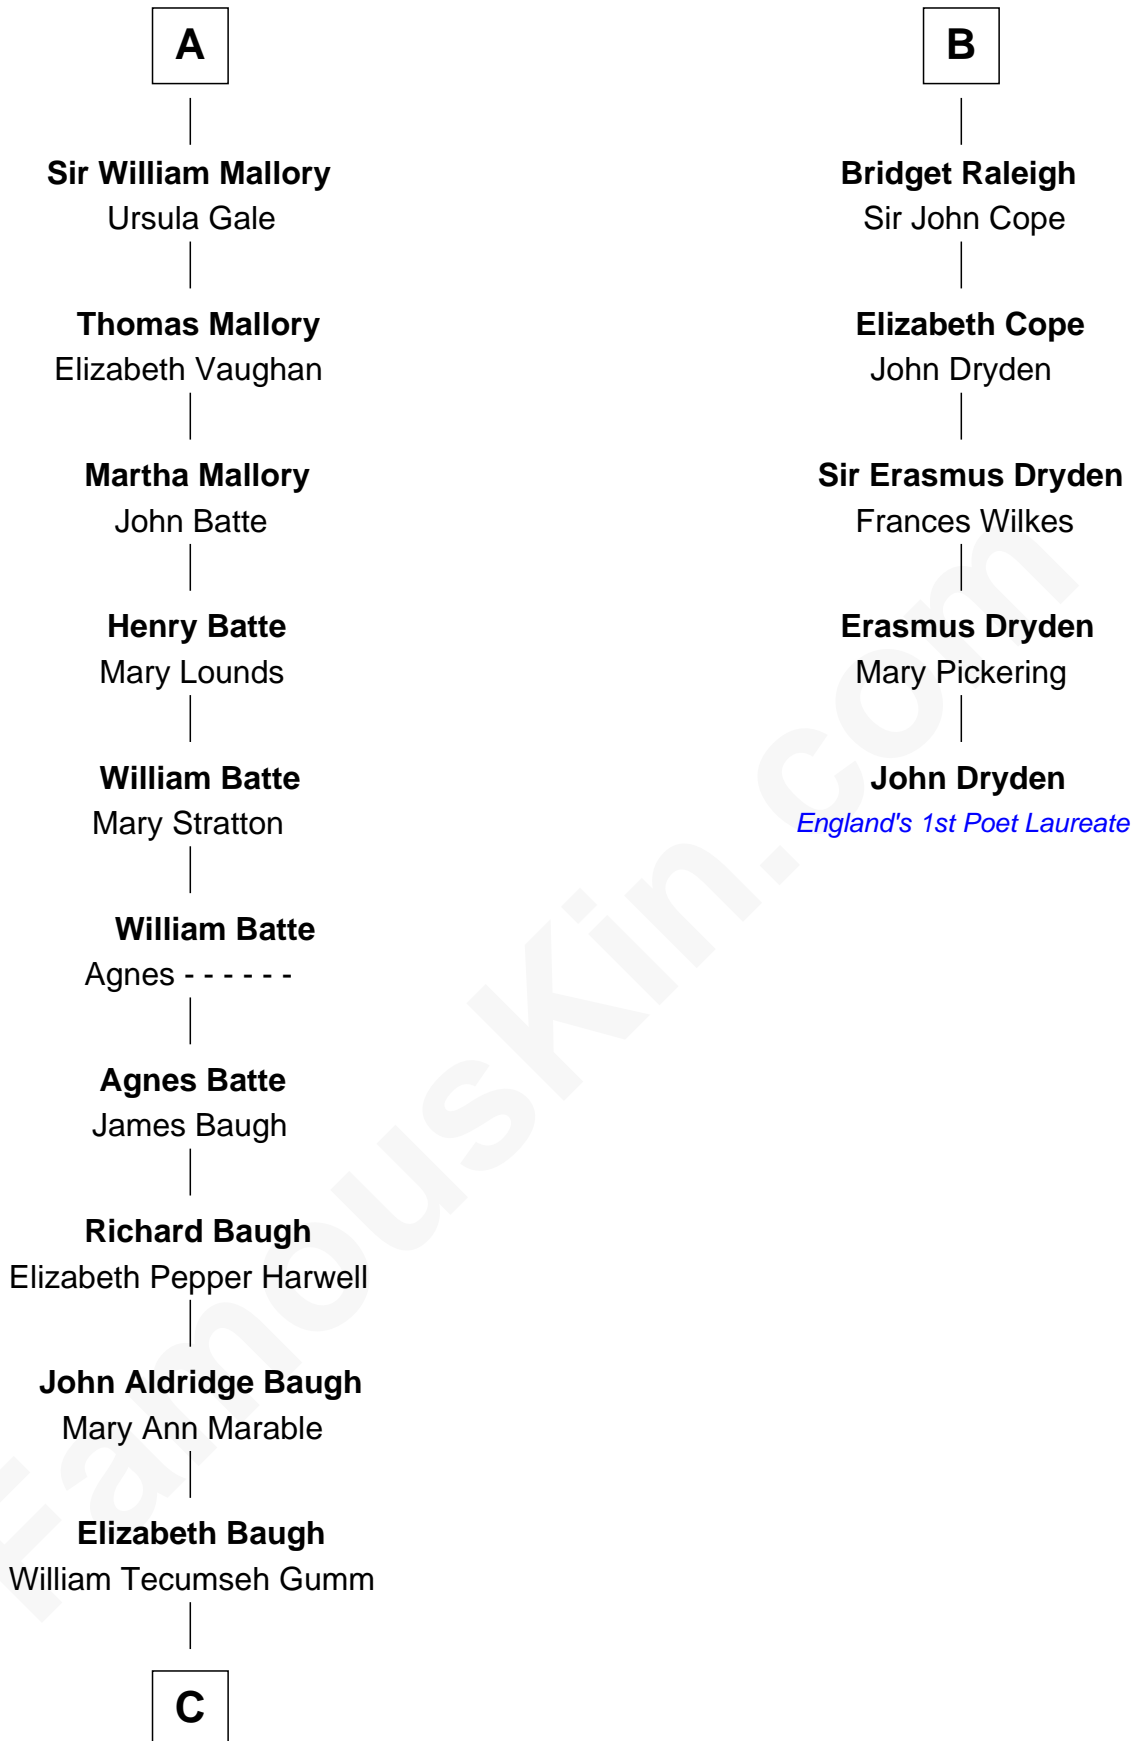 A
Sir William Mallory
Ursula Gale
Thomas Mallory
Elizabeth Vaughan
Martha Mallory
John Batte
Henry Batte
Mary Lounds
William Batte
Mary Stratton
William Batte
Agnes - - - - - -
Agnes Batte
James Baugh
Richard Baugh
Elizabeth Pepper Harwell
John Aldridge Baugh
Mary Ann Marable
Elizabeth Baugh
William Tecumseh Gumm
C
B
Bridget Raleigh
Sir John Cope
Elizabeth Cope
John Dryden
Sir Erasmus Dryden
Frances Wilkes
Erasmus Dryden
Mary Pickering
John Dryden
England's 1st Poet Laureate
FamousKin.com